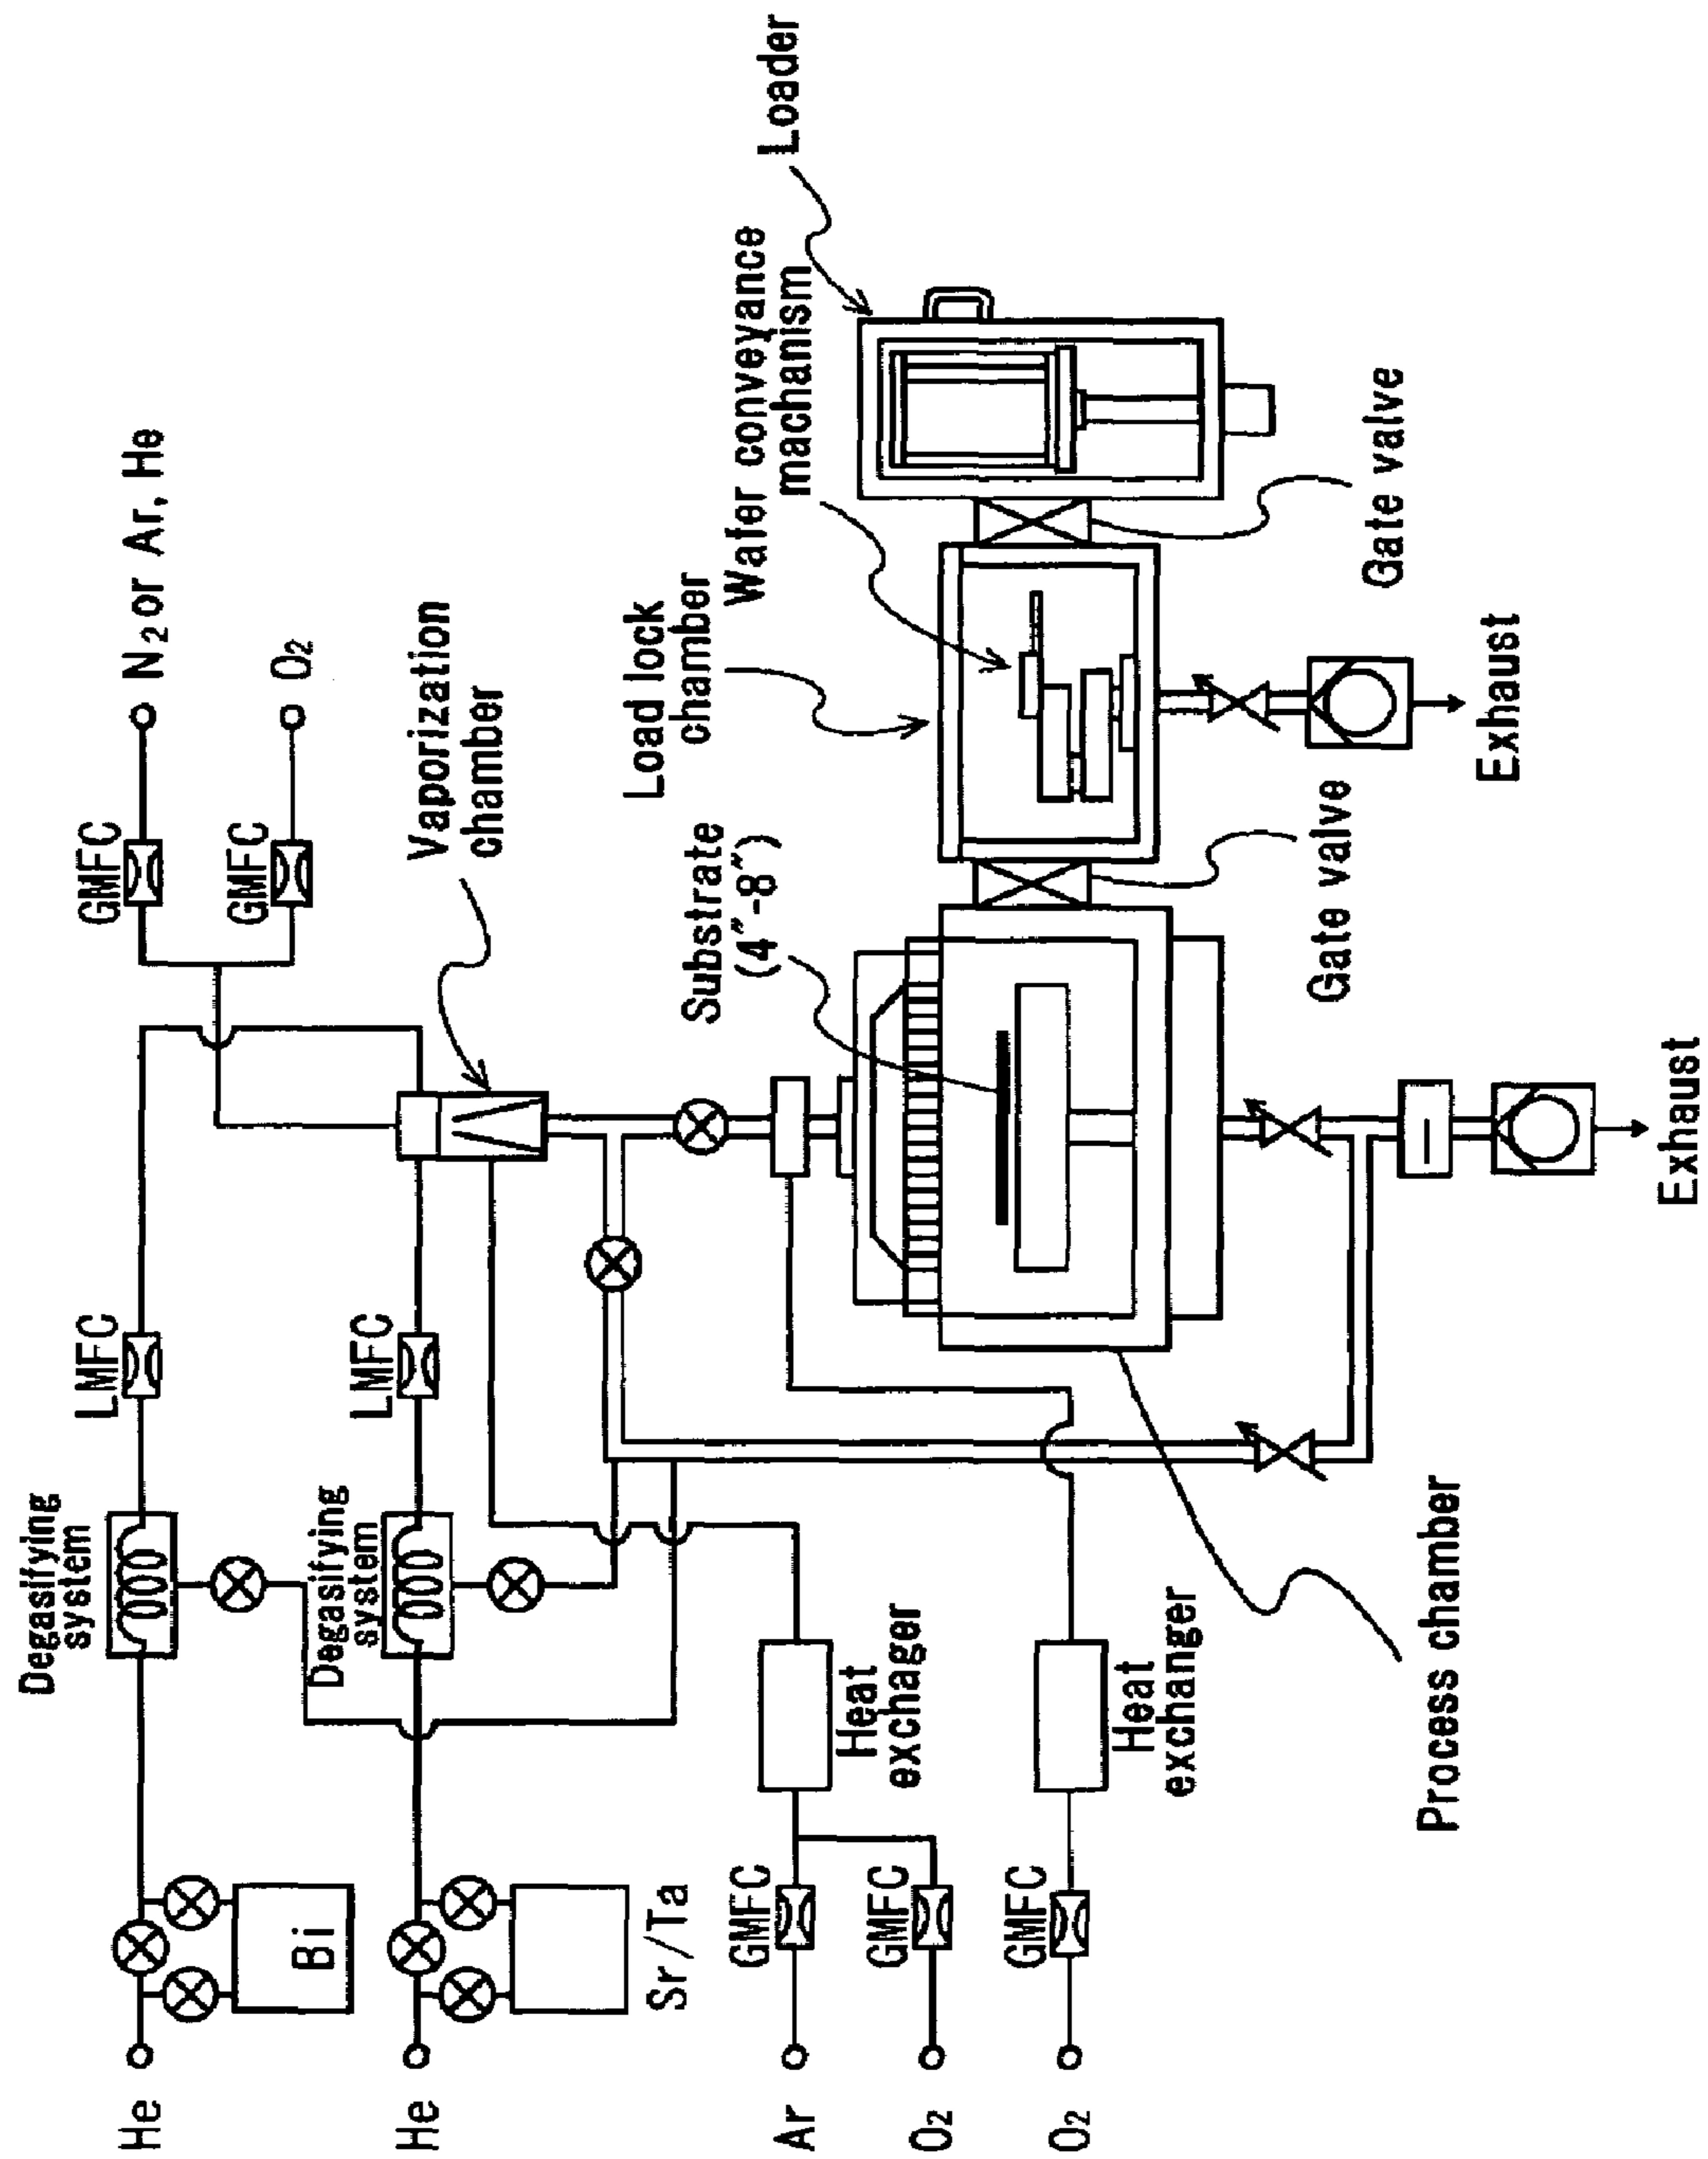 Degasifying
system
LMFC
GMFC
N₂ or Ar, He
He
Bi
Degasifying
system
LMFC
GMFC
O₂
He
Sr/Ta
Vaporization
chamber
Ar
GMFC
Heat
exchager
O₂
GMFC
O₂
GMFC
Heat
exchanger
Substrate
(4″-8″)
Load lock
chamber
Wafer conveyance
machanism
Loader
Gate valve
Gate valve
Exhaust
Exhaust
Process chamber